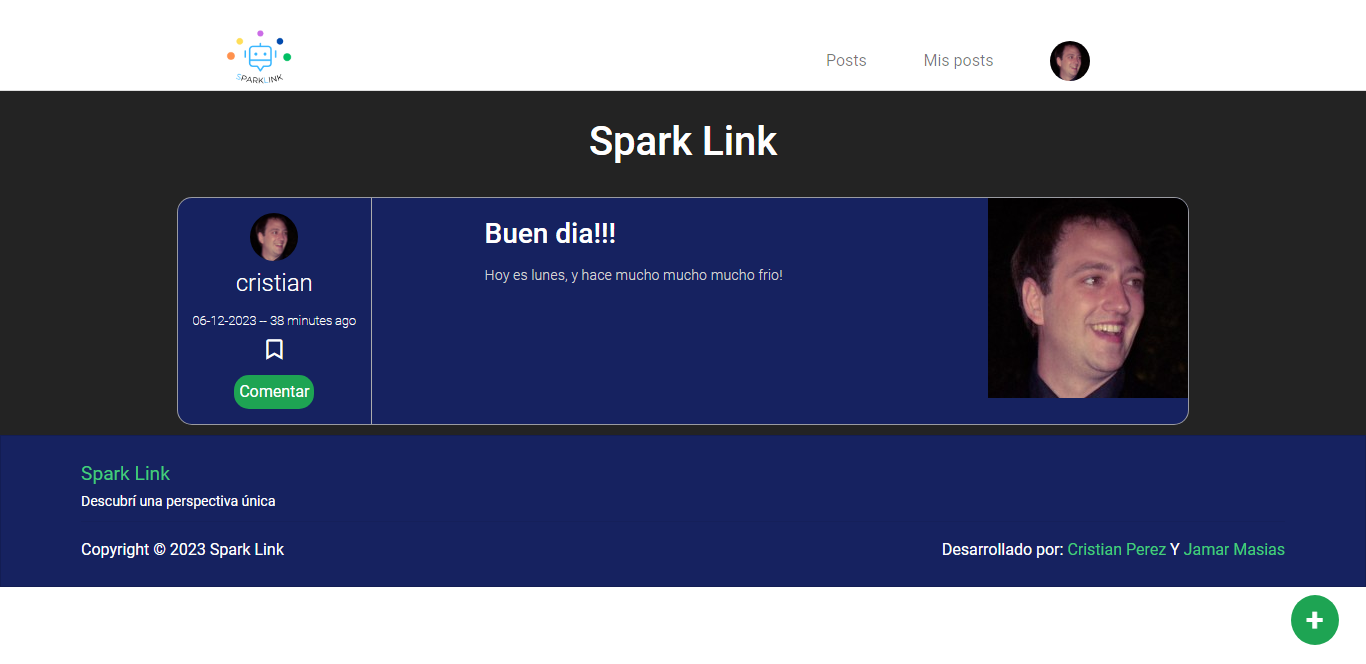 SPARKLINK
Posts
Mis posts
Spark Link
cristian
06-12-2023 -- 38 minutes ago
Comentar
Buen dia!!!
Hoy es lunes, y hace mucho mucho mucho frio!
Spark Link
Descubrí una perspectiva única
Copyright © 2023 Spark Link
Desarrollado por: Cristian Perez Y Jamar Masias